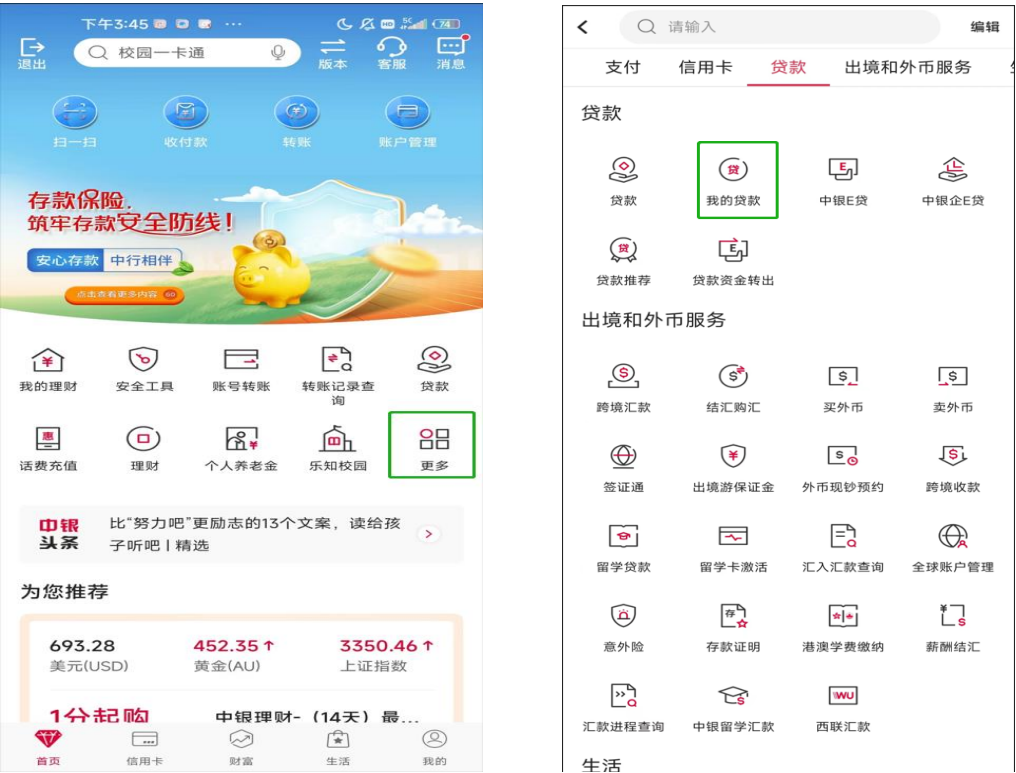 下午3:45 ··· HD 5G 74
退出
校园一卡通
版本
客服
消息
扫一扫 收付款 转账 账户管理
存款保险，
筑牢存款安全防线！
安心存款 中行相伴
点击查看更多内容 GO
我的理财 安全工具 账号转账 转账记录查询 贷款
话费充值 理财 个人养老金 乐知校园 更多
中银头条
比“努力吧”更励志的13个文案，读给孩
子听吧丨精选
为您推荐
693.28 452.35↑ 3350.46↑
美元(USD) 黄金(AU) 上证指数
1分起购 中银理财-（14天）最...
首页 信用卡 财富 生活 我的
请输入 编辑
支付 信用卡 贷款 出境和外币服务
贷款
贷款 我的贷款 中银E贷 中银企E贷
贷款推荐 贷款资金转出
出境和外币服务
跨境汇款 结汇购汇 买外币 卖外币
签证通 出境游保证金 外币现钞预约 跨境收款
留学贷款 留学卡激活 汇入汇款查询 全球账户管理
意外险 存款证明 港澳学费缴纳 薪酬结汇
汇款进程查询 中银留学汇款 西联汇款
生活